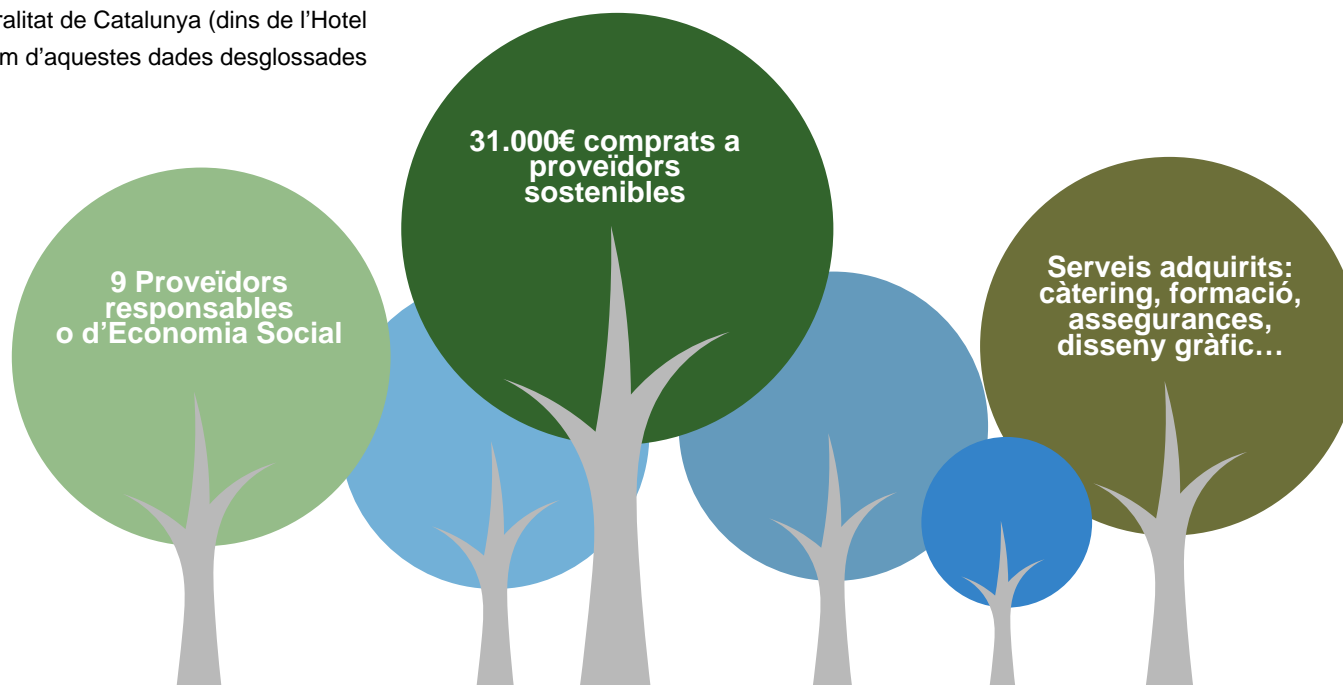 de Catalunya (dins de l’Hotel
d’aquestes dades desglossades
31.000€ comprats a
proveïdors
sostenibles
9 Proveïdors
responsables
o d’Economia Social
Serveis adquirits:
càtering, formació,
assegurances,
disseny gràfic…